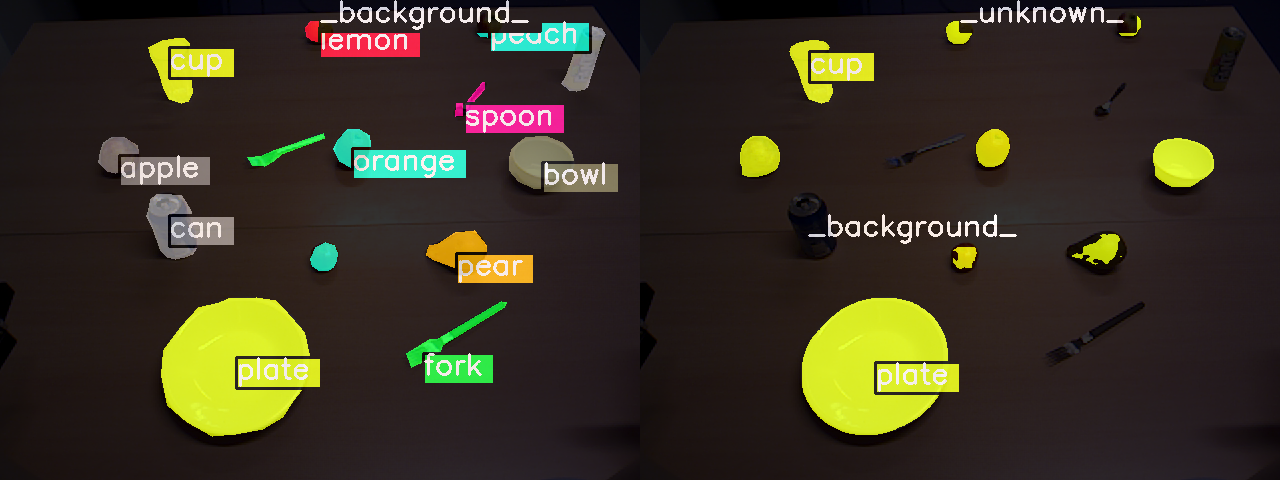 _background_
lemon
peach
cup
spoon
apple
orange
bowl
can
pear
plate
fork
_unknown_
cup
_background_
plate